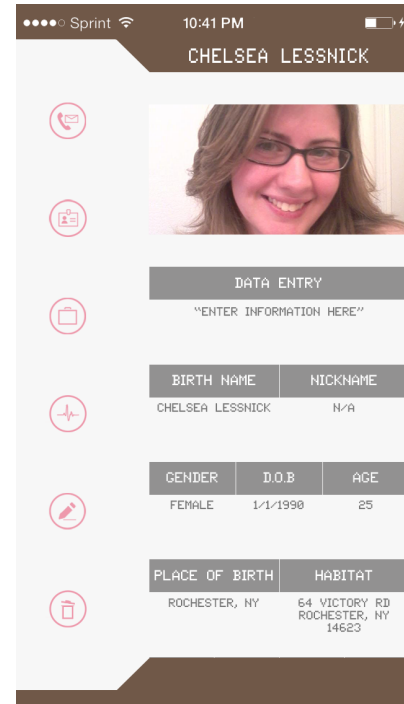 Sprint 10:41 PM
CHELSEA LESSNICK
DATA ENTRY
"ENTER INFORMATION HERE"
BIRTH NAME NICKNAME
CHELSEA LESSNICK N/A
GENDER D.O.B AGE
FEMALE 1/1/1990 25
PLACE OF BIRTH HABITAT
ROCHESTER, NY 64 VICTORY RD
ROCHESTER, NY
14623